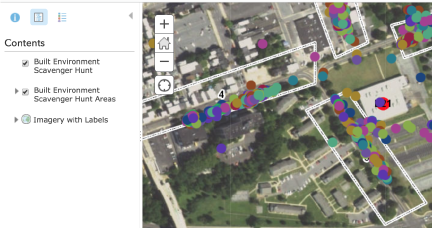 Contents
Built Environment
Scavenger Hunt
Built Environment
Scavenger Hunt Areas
Imagery with Labels
4